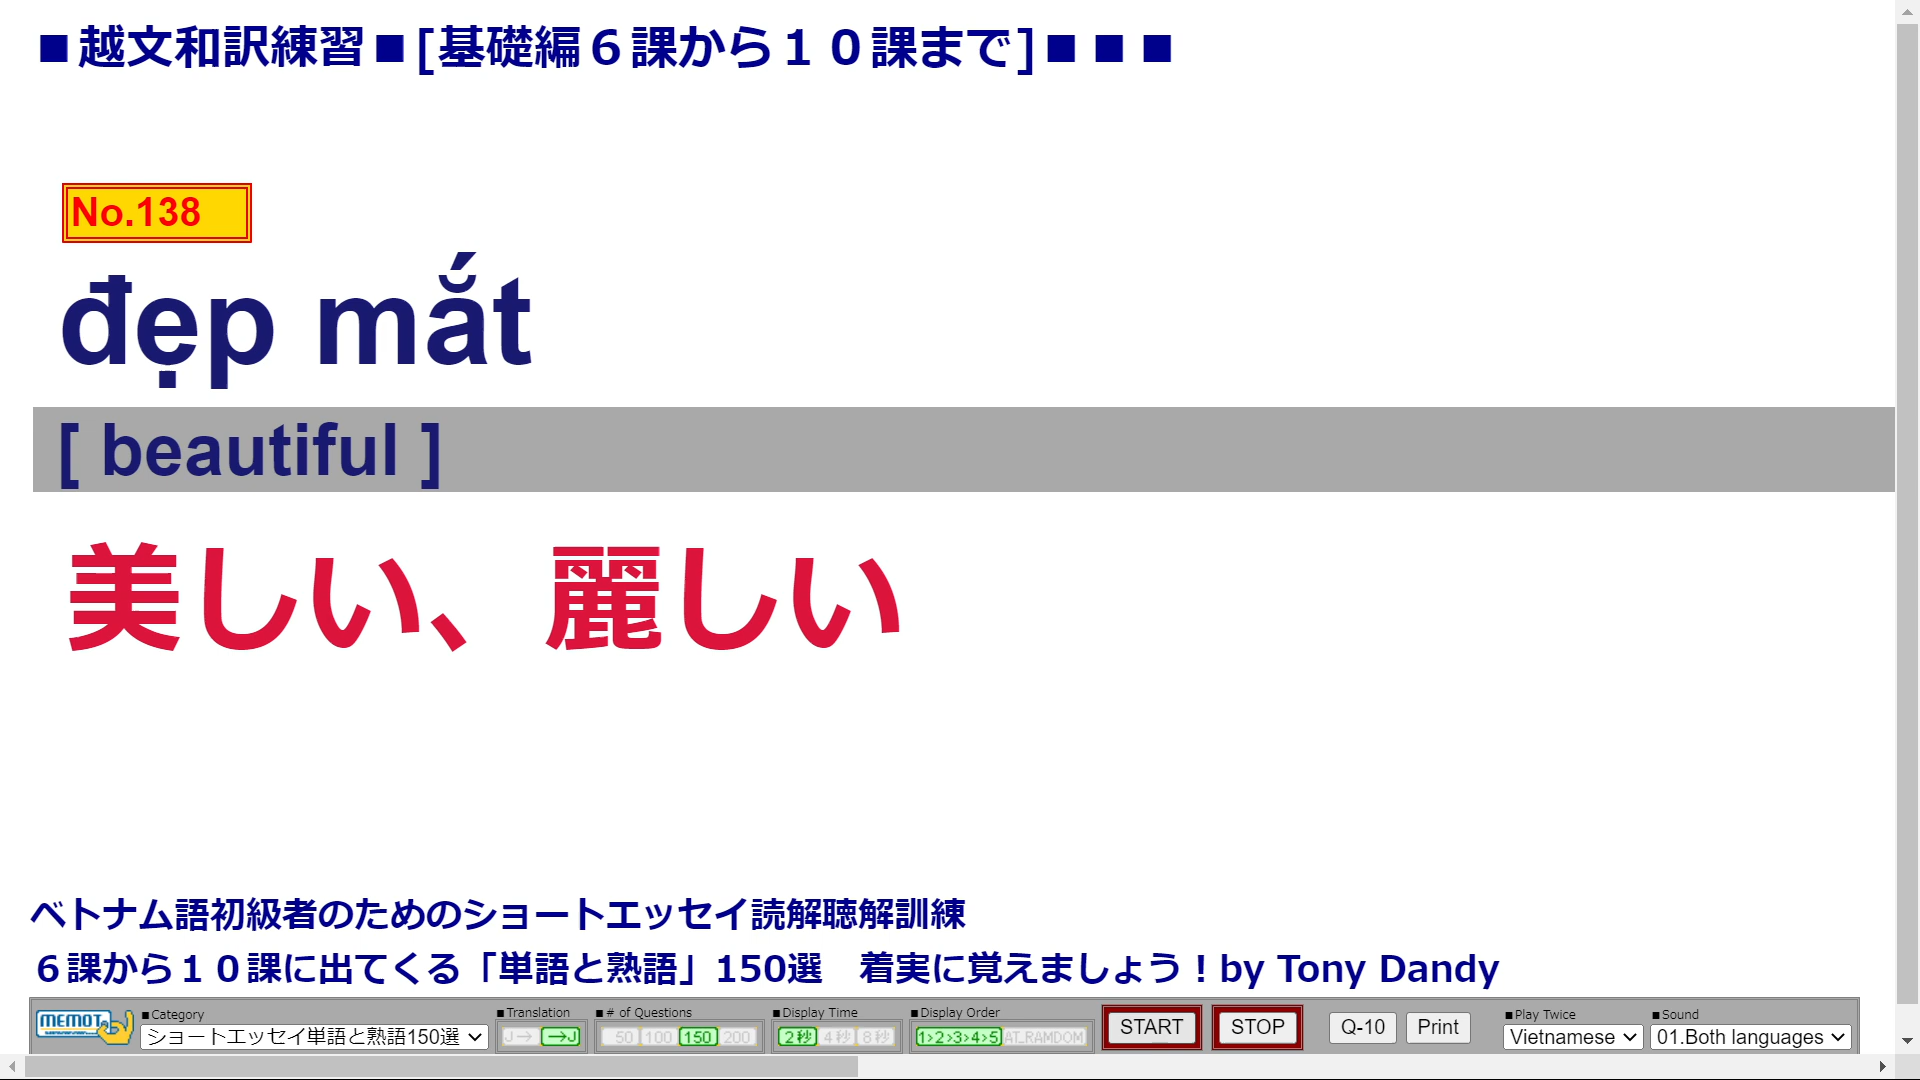 ■越文和訳練習■[基礎編６課から１０課まで]■ ■ ■
No.138
đẹp mắt
[ beautiful ]
美しい、麗しい
ベトナム語初級者のためのショートエッセイ読解聴解訓練
６課から１０課に出てくる「単語と熟語」150選　着実に覚えましょう！by Tony Dandy
MEMOT
■Category
ショートエッセイ単語と熟語150選
■Translation
J→ →J
■# of Questions
50 100 150 200
■Display Time
2秒 4秒 8秒
■Display Order
1>2>3>4>5 AT_RAMDOM
START
STOP
Q-10
Print
■Play Twice
Vietnamese
■Sound
01.Both languages